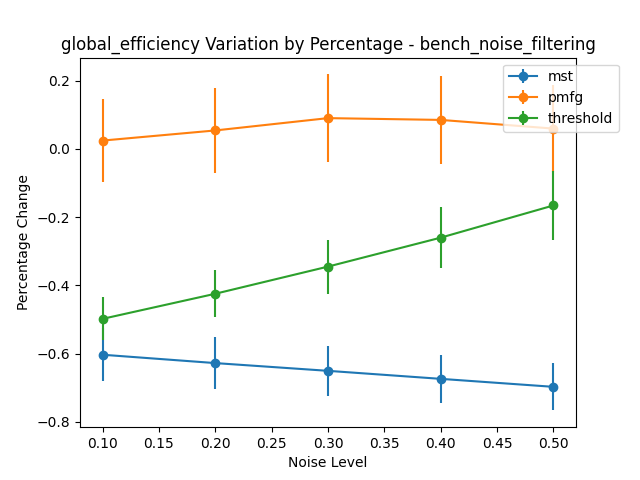 global_efficiency Variation by Percentage - bench_noise_filtering
mst
pmfg
threshold
Percentage Change
0.2
0.0
−0.2
−0.4
−0.6
−0.8
0.10
0.15
0.20
0.25
0.30
0.35
0.40
0.45
0.50
Noise Level